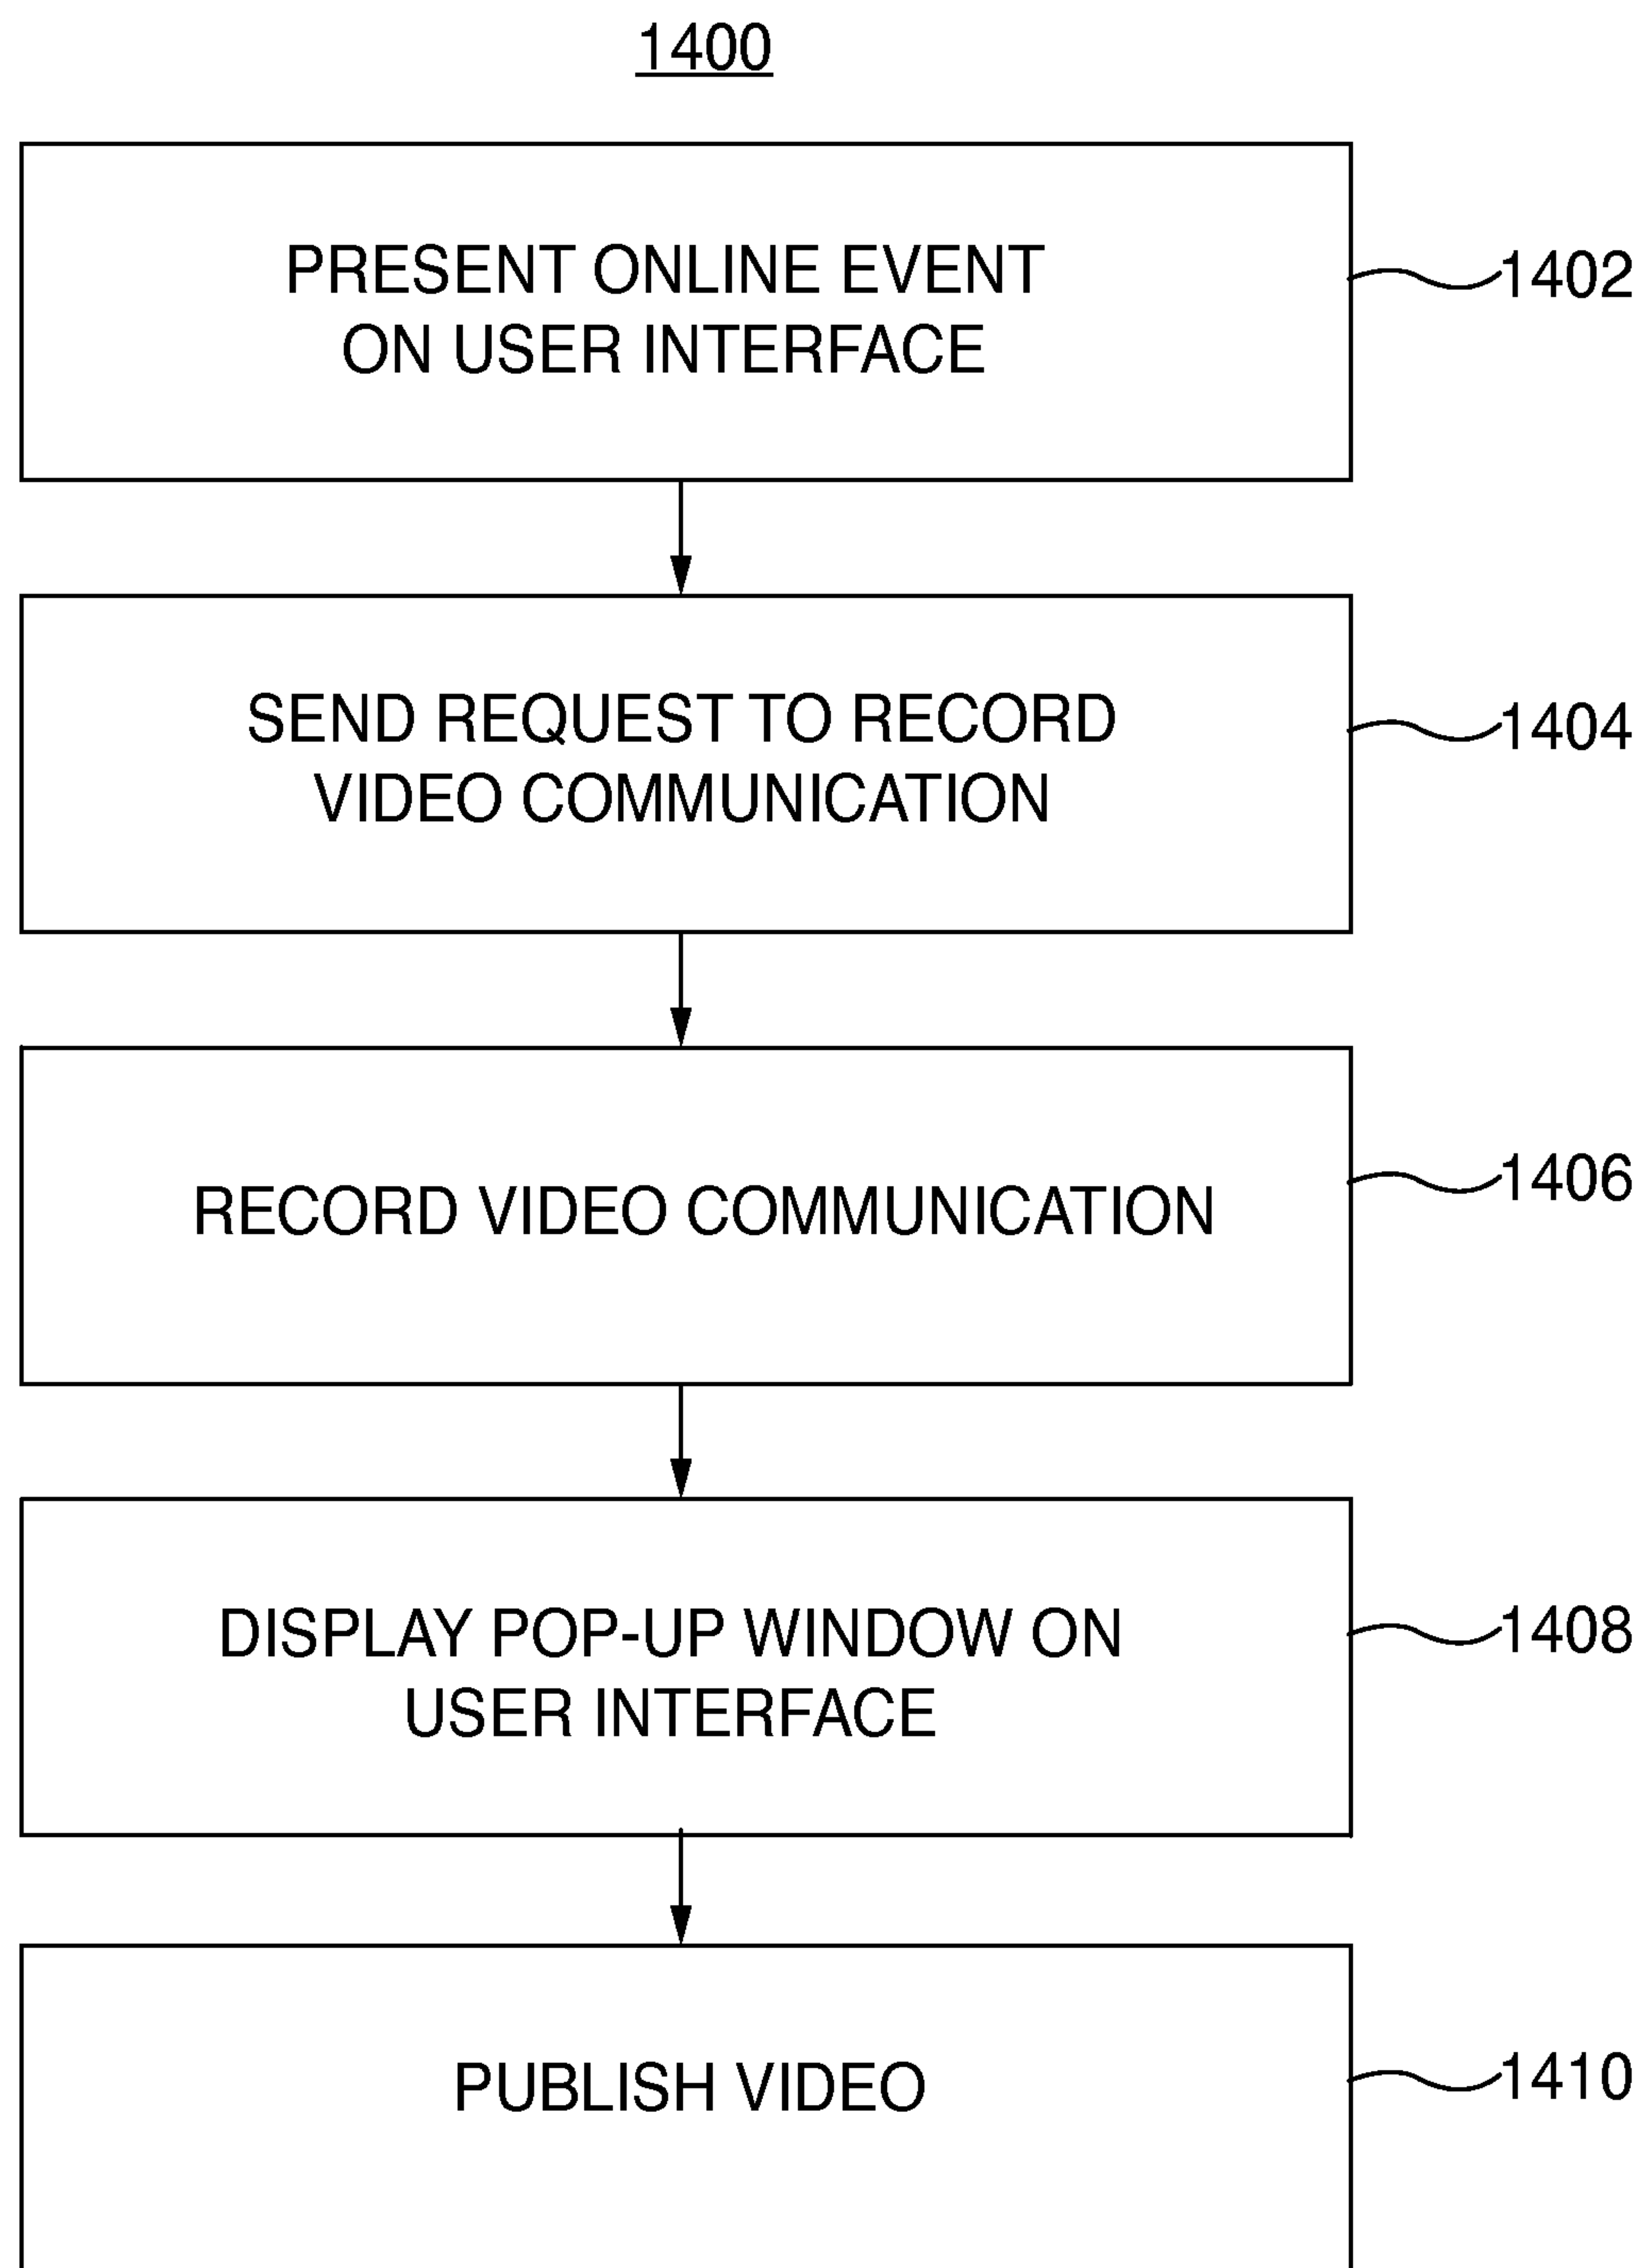 1400
PRESENT ONLINE EVENT
ON USER INTERFACE
1402
SEND REQUEST TO RECORD
VIDEO COMMUNICATION
1404
RECORD VIDEO COMMUNICATION
1406
DISPLAY POP-UP WINDOW ON
USER INTERFACE
1408
PUBLISH VIDEO
1410